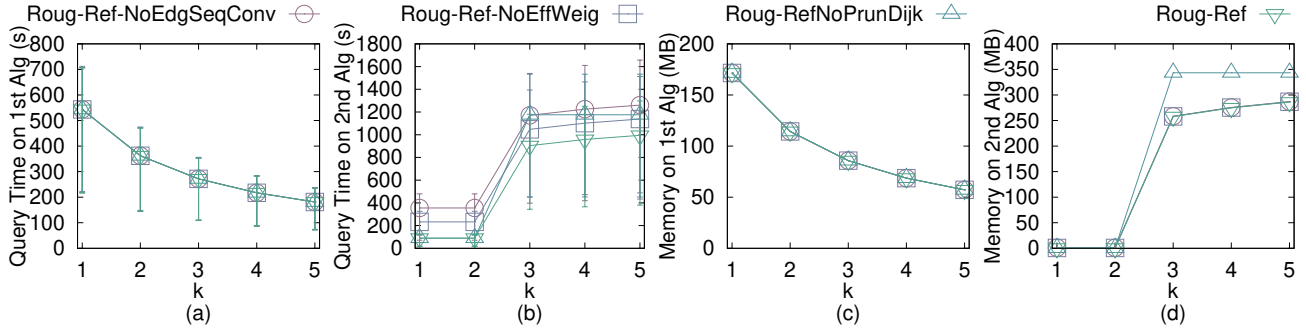 Roug-Ref-NoEdgSeqConv Roug-Ref-NoEffWeig Roug-RefNoPrunDijk Roug-Ref
Query Time on 1st Alg (s)
800
700
600
500
400
300
200
100
0
1 2 3 4 5
k
(a)
Query Time on 2nd Alg (s)
1800
1600
1400
1200
1000
800
600
400
200
0
1 2 3 4 5
k
(b)
Memory on 1st Alg (MB)
200
150
100
50
0
1 2 3 4 5
k
(c)
Memory on 2nd Alg (MB)
400
350
300
250
200
150
100
50
0
1 2 3 4 5
k
(d)